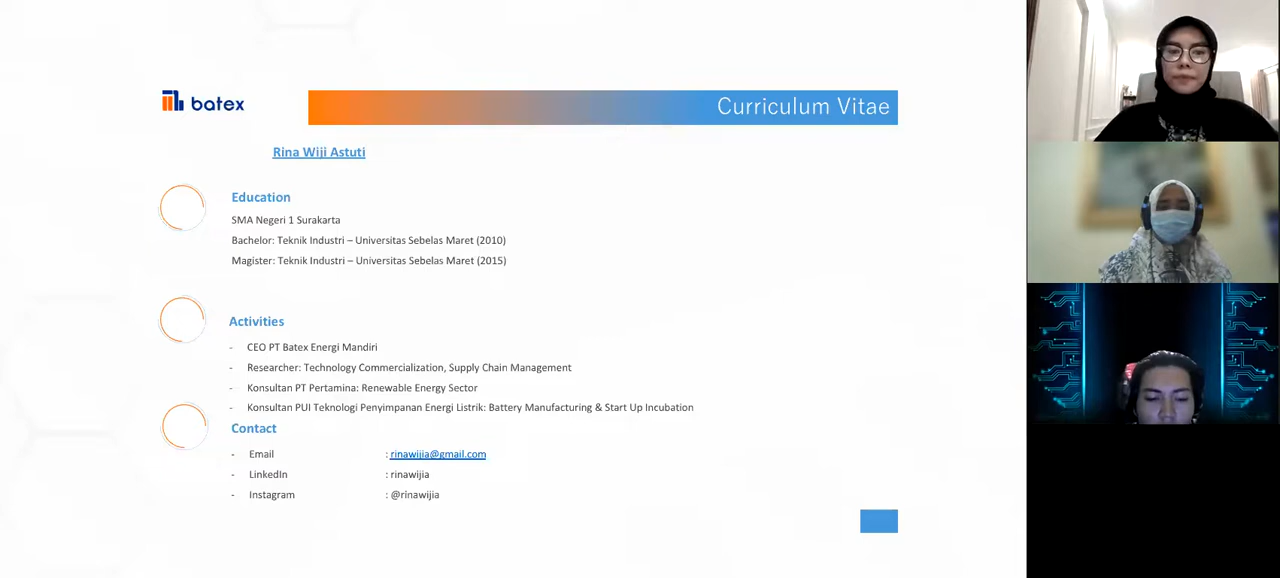 batex
Curriculum Vitae
Rina Wiji Astuti
Education
SMA Negeri 1 Surakarta
Bachelor: Teknik Industri – Universitas Sebelas Maret (2010)
Magister: Teknik Industri – Universitas Sebelas Maret (2015)
Activities
- CEO PT Batex Energi Mandiri
- Researcher: Technology Commercialization, Supply Chain Management
- Konsultan PT Pertamina: Renewable Energy Sector
- Konsultan PUI Teknologi Penyimpanan Energi Listrik: Battery Manufacturing & Start Up Incubation
Contact
- Email : rinawijia@gmail.com
- LinkedIn : rinawijia
- Instagram : @rinawijia